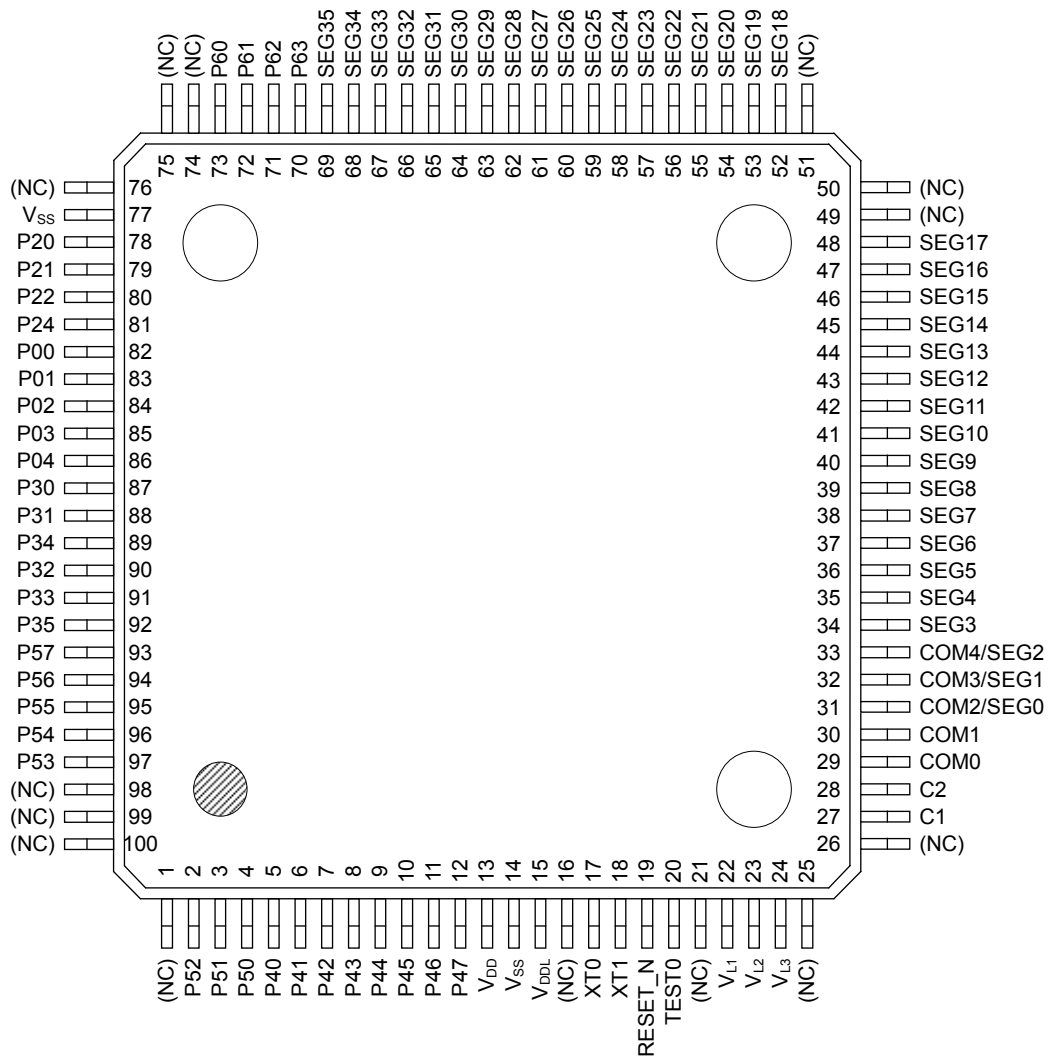 (NC)
(NC)
P60
P61
P62
P63
SEG35
SEG34
SEG33
SEG32
SEG31
SEG30
SEG29
SEG28
SEG27
SEG26
SEG25
SEG24
SEG23
SEG22
SEG21
SEG20
SEG19
SEG18
(NC)
75
74
73
72
71
70
69
68
67
66
65
64
63
62
61
60
59
58
57
56
55
54
53
52
51
(NC) 76
VSS 77
P20 78
P21 79
P22 80
P24 81
P00 82
P01 83
P02 84
P03 85
P04 86
P30 87
P31 88
P34 89
P32 90
P33 91
P35 92
P57 93
P56 94
P55 95
P54 96
P53 97
(NC) 98
(NC) 99
(NC) 100
50 (NC)
49 (NC)
48 SEG17
47 SEG16
46 SEG15
45 SEG14
44 SEG13
43 SEG12
42 SEG11
41 SEG10
40 SEG9
39 SEG8
38 SEG7
37 SEG6
36 SEG5
35 SEG4
34 SEG3
33 COM4/SEG2
32 COM3/SEG1
31 COM2/SEG0
30 COM1
29 COM0
28 C2
27 C1
26 (NC)
1
2
3
4
5
6
7
8
9
10
11
12
13
14
15
16
17
18
19
20
21
22
23
24
25
(NC)
P52
P51
P50
P40
P41
P42
P43
P44
P45
P46
P47
VDD
VSS
VDDL
(NC)
XT0
XT1
RESET_N
TEST0
(NC)
VL1
VL2
VL3
(NC)